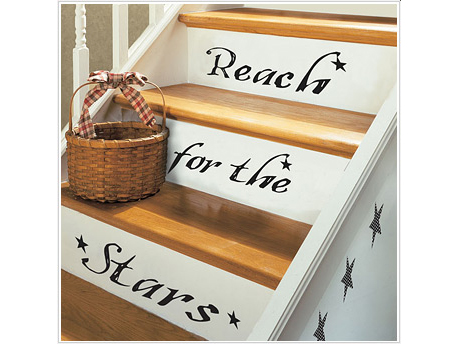 Reach
for the
Stars